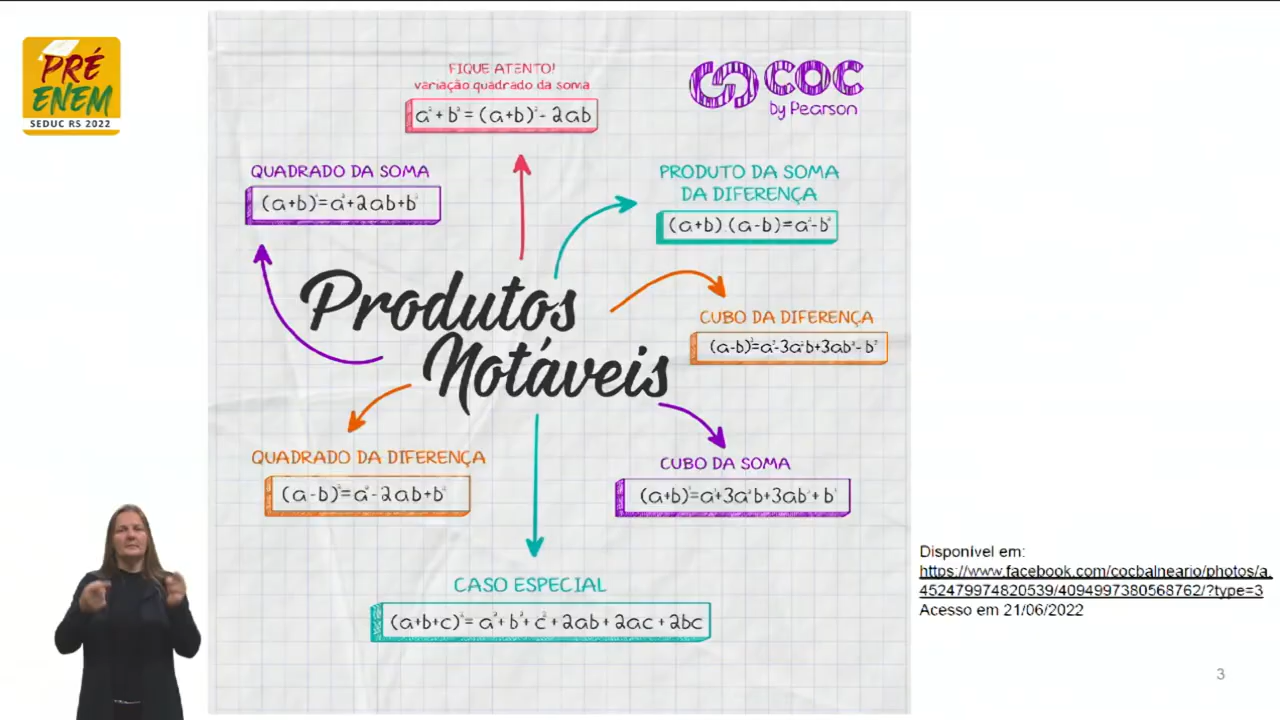 PRÉ
ENEM
SEDUC RS 2022
FIQUE ATENTO!
variação quadrado da soma
a² + b² = (a+b)² - 2ab
COC
by Pearson
QUADRADO DA SOMA
(a+b)²=a²+2ab+b²
PRODUTO DA SOMA
DA DIFERENÇA
(a+b).(a-b)=a²-b²
Produtos
Notáveis
CUBO DA DIFERENÇA
(a-b)³=a³-3a²b+3ab²-b³
QUADRADO DA DIFERENÇA
(a-b)²=a²-2ab+b²
CUBO DA SOMA
(a+b)³=a³+3a²b+3ab²+b³
CASO ESPECIAL
(a+b+c)²= a²+b²+c²+2ab+2ac+2bc
Disponível em:
https://www.facebook.com/cocbalneario/photos/a.
452479974820539/4094997380568762/?type=3
Acesso em 21/06/2022
3